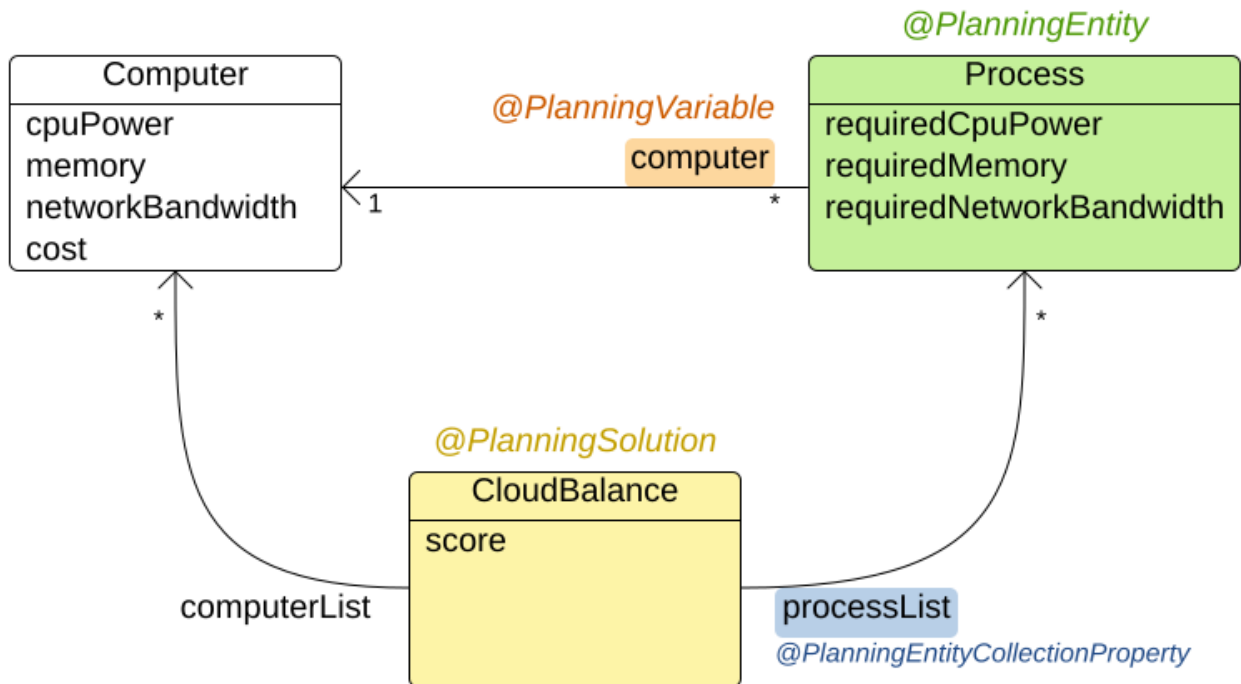 @PlanningEntity
Computer
cpuPower
memory
networkBandwidth
cost
@PlanningVariable
computer
1
*
Process
requiredCpuPower
requiredMemory
requiredNetworkBandwidth
*
*
@PlanningSolution
CloudBalance
score
computerList
processList
@PlanningEntityCollectionProperty